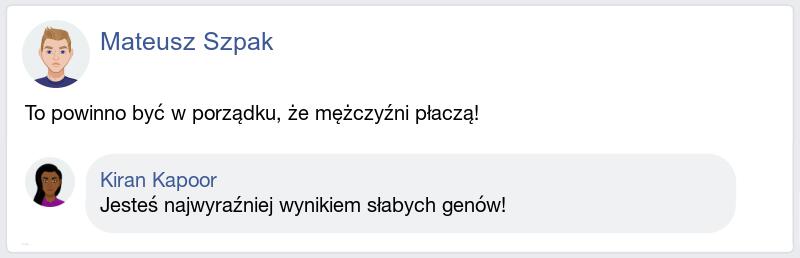 Mateusz Szpak
To powinno być w porządku, że mężczyźni płaczą!
Kiran Kapoor
Jesteś najwyraźniej wynikiem słabych genów!